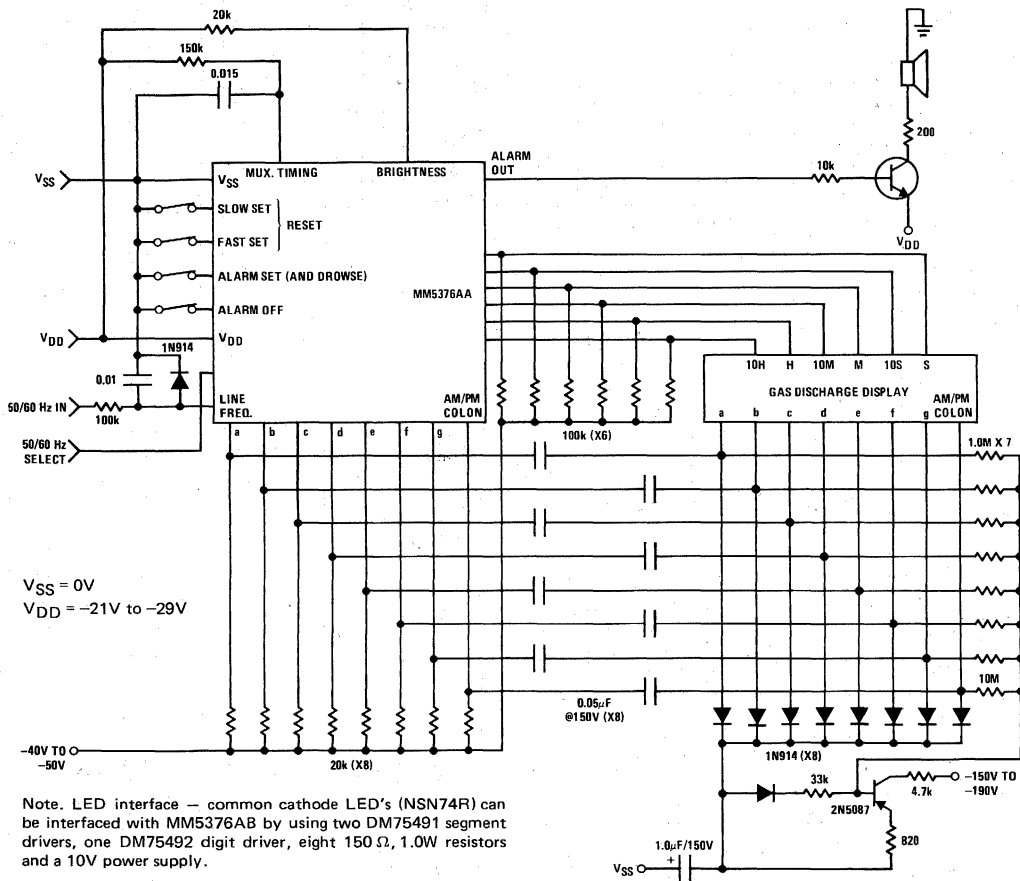 20k
150k
0.015
200
ALARM
OUT
10k
MUX. TIMING
BRIGHTNESS
VSS
VSS
SLOW SET
RESET
FAST SET
VDD
ALARM SET (AND DROWSE)
MM5376AA
ALARM OFF
VDD
VDD
1N914
10H H 10M M 10S S
0.01
GAS DISCHARGE DISPLAY
50/60 Hz IN
LINE
FREQ.
AM/PM
COLON
AM/PM
COLON
100k
a b c d e f g
a b c d e f g
100k (X6)
50/60 Hz
SELECT
1.0M X 7
VSS = 0V
VDD = −21V to −29V
10M
0.05μF
@150V (X8)
−40V TO
−50V
20k (X8)
1N914 (X8)
33k
2N5087
4.7k
−150V TO
−190V
820
1.0μF/150V
+
VSS
Note. LED interface – common cathode LED's (NSN74R) can
be interfaced with MM5376AB by using two DM75491 segment
drivers, one DM75492 digit driver, eight 150 Ω, 1.0W resistors
and a 10V power supply.